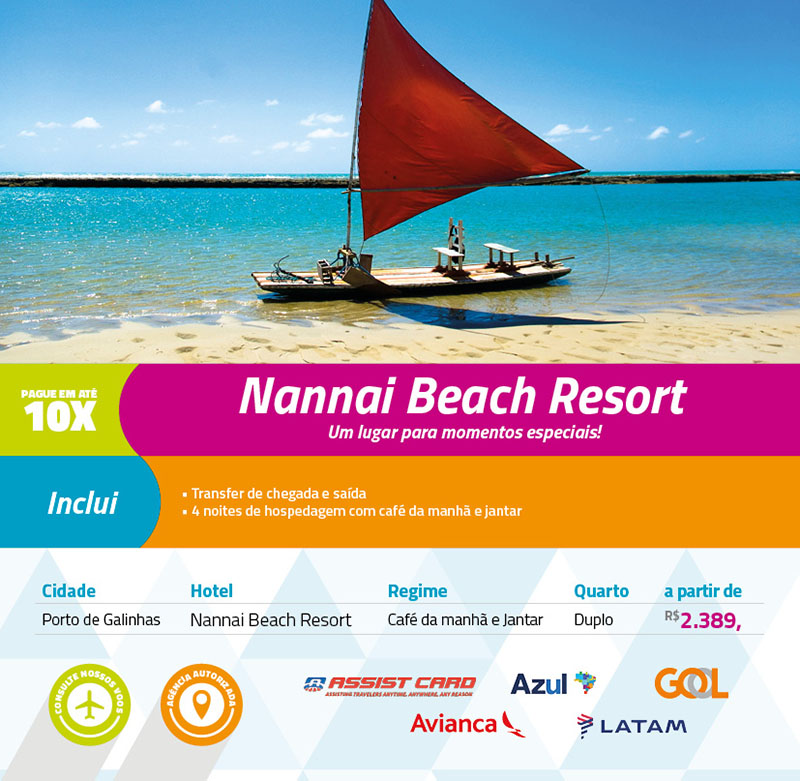 PAGUE EM ATÉ
10X
Nannai Beach Resort
Um lugar para momentos especiais!
Inclui
▪ Transfer de chegada e saída
▪ 4 noites de hospedagem com café da manhã e jantar
Cidade Hotel Regime Quarto a partir de
Porto de Galinhas Nannai Beach Resort Café da manhã e Jantar Duplo R$2.389,
CONSULTE NOSSOS VOOS
AGÊNCIA AUTORIZADA
ASSIST CARD
ASSISTING TRAVELERS ANYTIME, ANYWHERE, ANY REASON
Azul
GOL
Avianca
LATAM